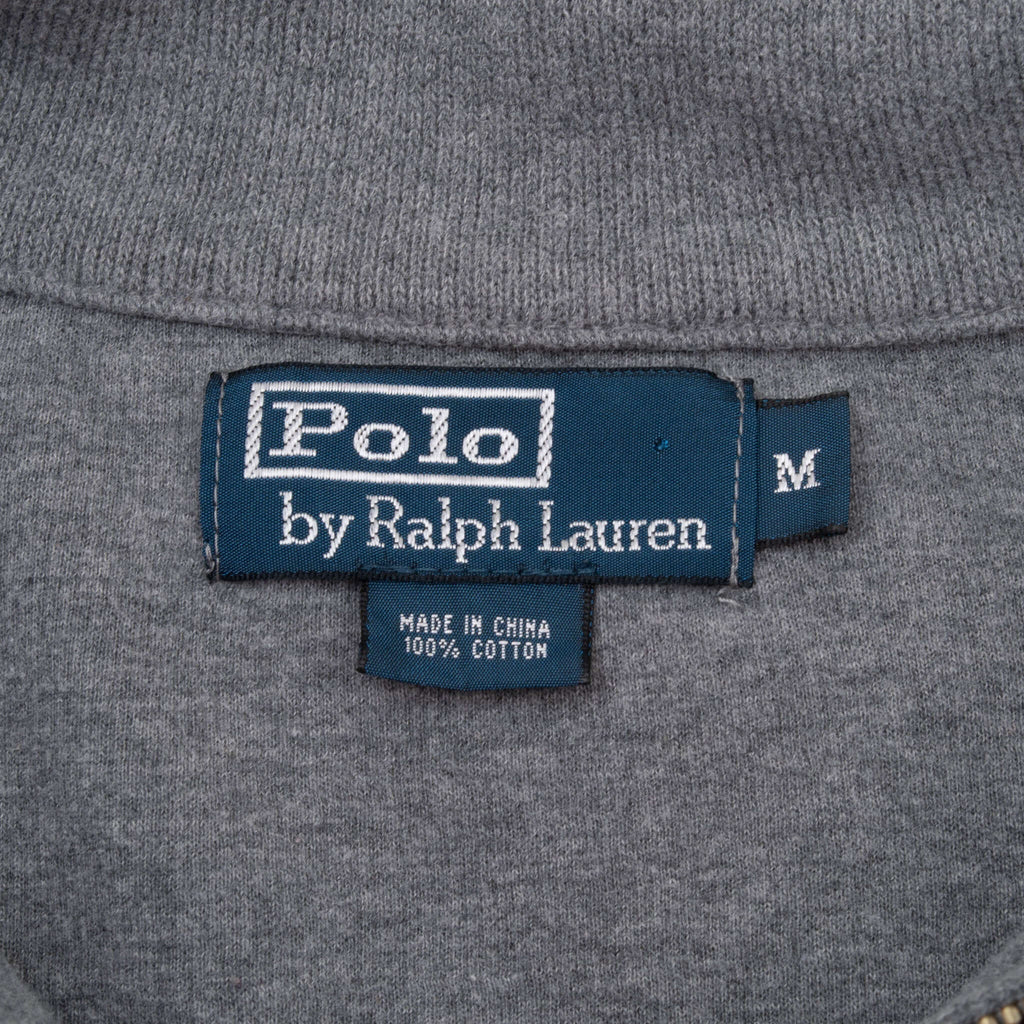 Polo
by Ralph Lauren
M
MADE IN CHINA
100% COTTON